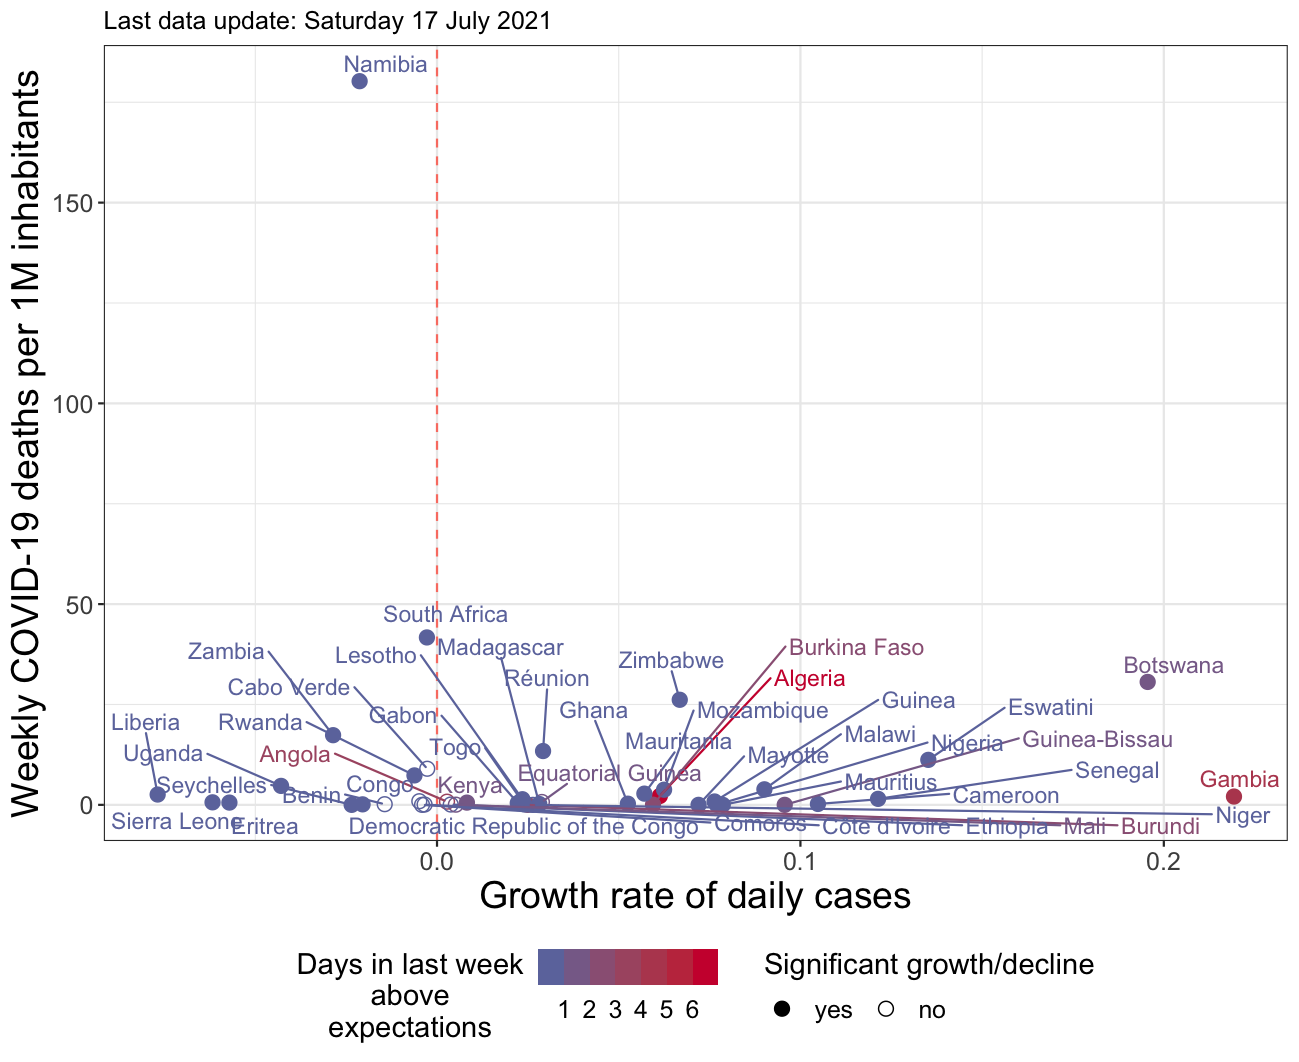 Last data update: Saturday 17 July 2021
Weekly COVID-19 deaths per 1M inhabitants
150
100
50
0
Namibia
South Africa
Zambia
Lesotho
Madagascar
Zimbabwe
Burkina Faso
Botswana
Cabo Verde
Réunion
Algeria
Liberia
Rwanda
Gabon
Ghana
Mozambique
Guinea
Eswatini
Uganda
Angola
Togo
Mauritania
Mayotte
Malawi
Nigeria
Guinea-Bissau
Seychelles
Benin
Congo
Kenya
Equatorial Guinea
Mauritius
Cameroon
Senegal
Gambia
Sierra Leone
Eritrea
Democratic Republic of the Congo
Comoros
Côte d'Ivoire
Ethiopia
Mali
Burundi
Niger
0.0
0.1
0.2
Growth rate of daily cases
Days in last week
above
expectations
1 2 3 4 5 6
Significant growth/decline
yes
no